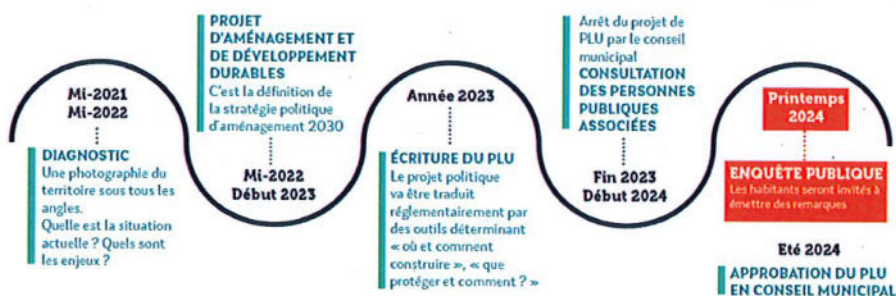 Mi-2021
Mi-2022
DIAGNOSTIC
Une photographie du
territoire sous tous les
angles.
Quelle est la situation
actuelle ? Quels sont
les enjeux ?
PROJET
D'AMÉNAGEMENT ET
DE DÉVELOPPEMENT
DURABLES
C'est la définition de
la stratégie politique
d'aménagement 2030
Mi-2022
Début 2023
Année 2023
ÉCRITURE DU PLU
Le projet politique
va être traduit
réglementairement par
des outils déterminant
« où et comment
construire », « que
protéger et comment ? »
Arrêt du projet de
PLU par le conseil
municipal
CONSULTATION
DES PERSONNES
PUBLIQUES
ASSOCIÉES
Fin 2023
Début 2024
Printemps
2024
ENQUÊTE PUBLIQUE
Les habitants seront invités à
émettre des remarques
Eté 2024
APPROBATION DU PLU
EN CONSEIL MUNICIPAL